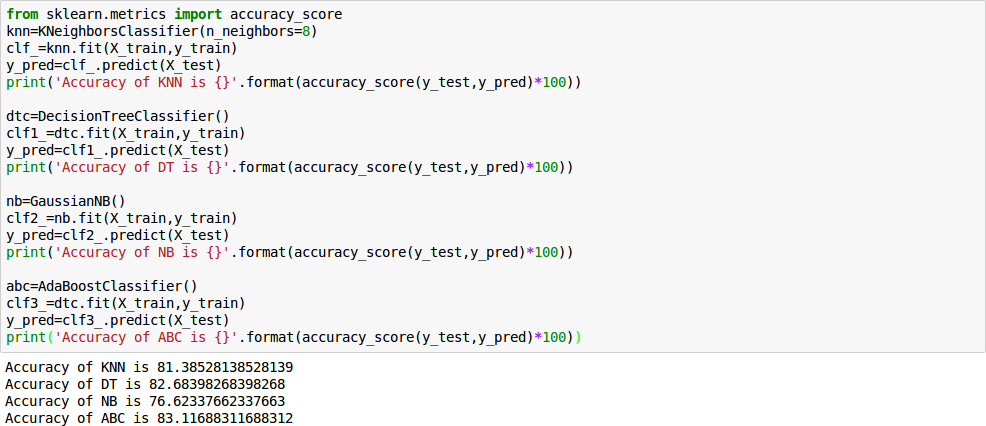 from sklearn.metrics import accuracy_score
knn=KNeighborsClassifier(n_neighbors=8)
clf_=knn.fit(X_train,y_train)
y_pred=clf_.predict(X_test)
print('Accuracy of KNN is {}'.format(accuracy_score(y_test,y_pred)*100))

dtc=DecisionTreeClassifier()
clf1_=dtc.fit(X_train,y_train)
y_pred=clf1_.predict(X_test)
print('Accuracy of DT is {}'.format(accuracy_score(y_test,y_pred)*100))

nb=GaussianNB()
clf2_=nb.fit(X_train,y_train)
y_pred=clf2_.predict(X_test)
print('Accuracy of NB is {}'.format(accuracy_score(y_test,y_pred)*100))

abc=AdaBoostClassifier()
clf3_=dtc.fit(X_train,y_train)
y_pred=clf3_.predict(X_test)
print('Accuracy of ABC is {}'.format(accuracy_score(y_test,y_pred)*100))

Accuracy of KNN is 81.38528138528139
Accuracy of DT is 82.68398268398268
Accuracy of NB is 76.62337662337663
Accuracy of ABC is 83.11688311688312